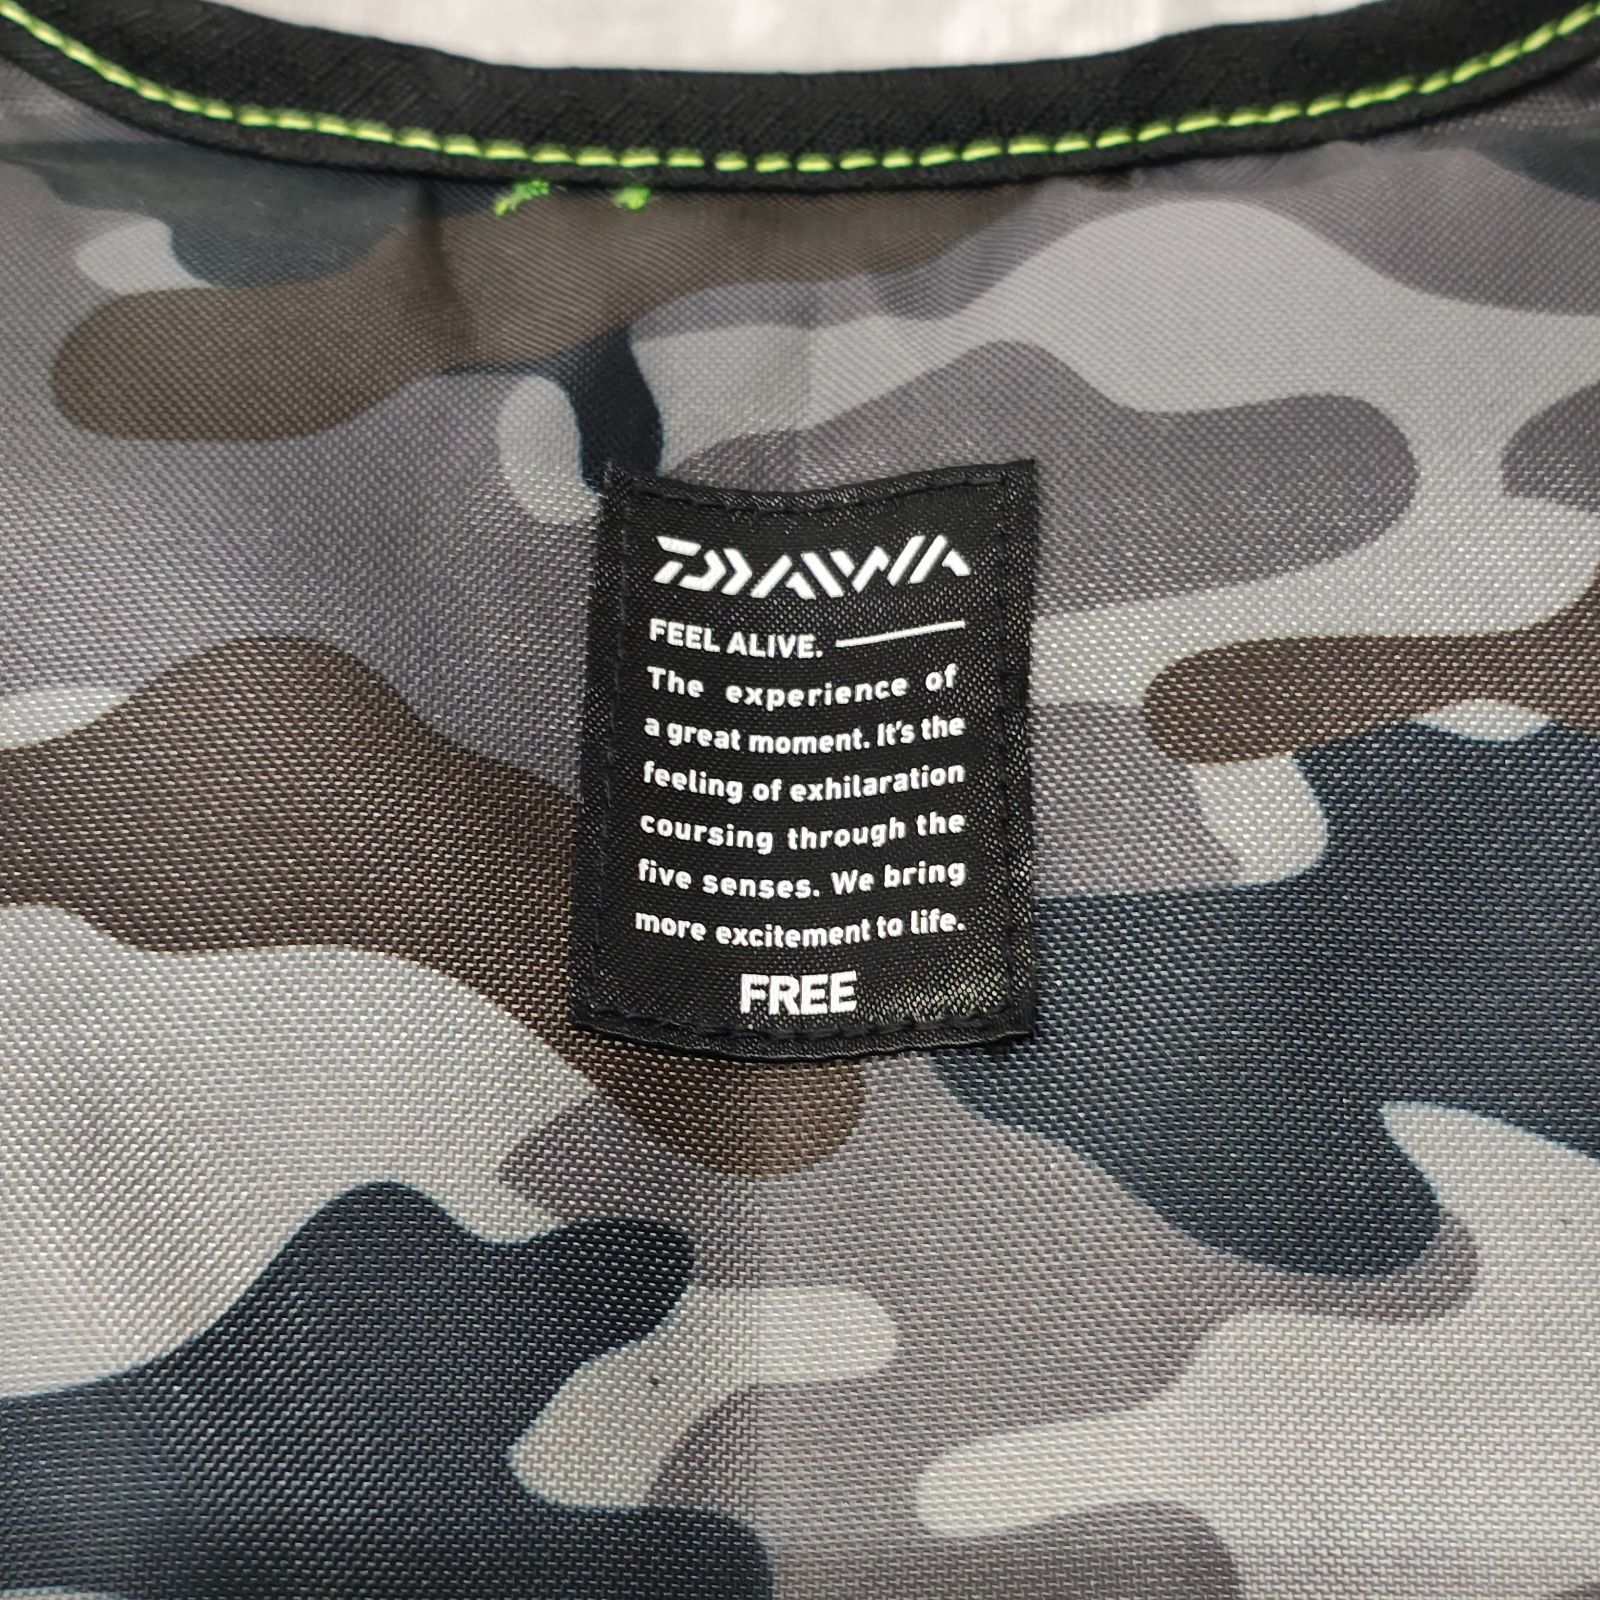 DAIWA
FEEL ALIVE.
The experience of
a great moment. It's the
feeling of exhilaration
coursing through the
five senses. We bring
more excitement to life.
FREE